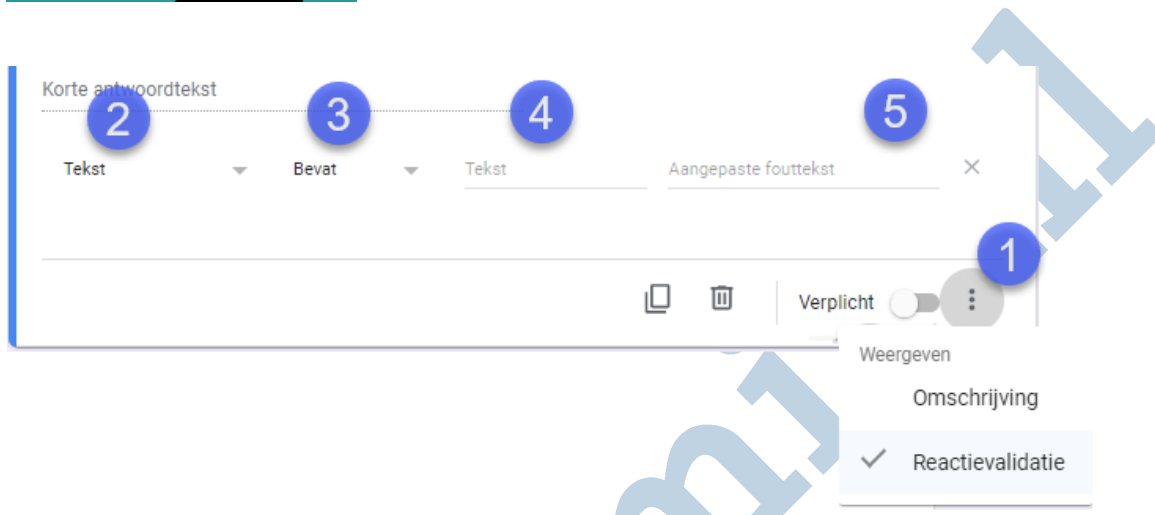 Korte antwoordtekst
2 3 4 5
Tekst Bevat Tekst Aangepaste fouttekst
1
Verplicht
Weergeven
Omschrijving
Reactievalidatie